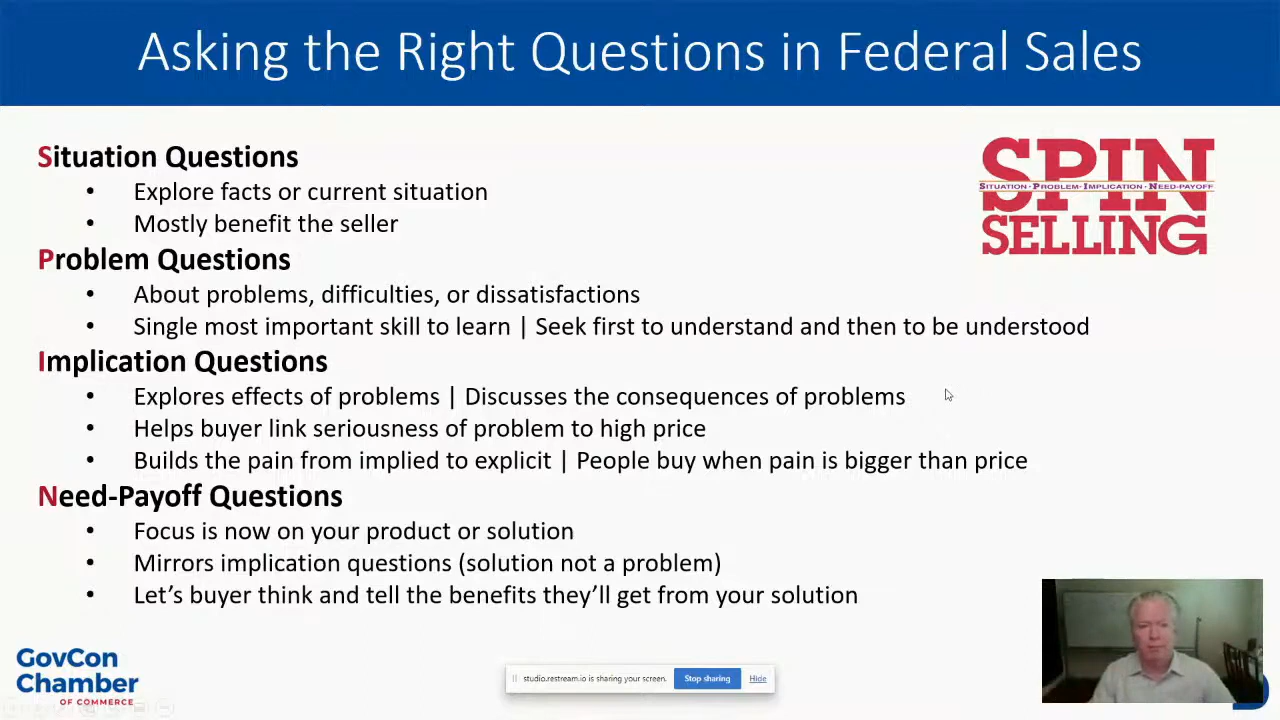 Asking the Right Questions in Federal Sales
Situation Questions
• Explore facts or current situation
• Mostly benefit the seller
Problem Questions
• About problems, difficulties, or dissatisfactions
• Single most important skill to learn | Seek first to understand and then to be understood
Implication Questions
• Explores effects of problems | Discusses the consequences of problems
• Helps buyer link seriousness of problem to high price
• Builds the pain from implied to explicit | People buy when pain is bigger than price
Need-Payoff Questions
• Focus is now on your product or solution
• Mirrors implication questions (solution not a problem)
• Let's buyer think and tell the benefits they'll get from your solution
SPIN
SITUATION · PROBLEM · IMPLICATION · NEED-PAYOFF
SELLING
GovCon
Chamber
OF COMMERCE
studio.restream.io is sharing your screen. Stop sharing Hide